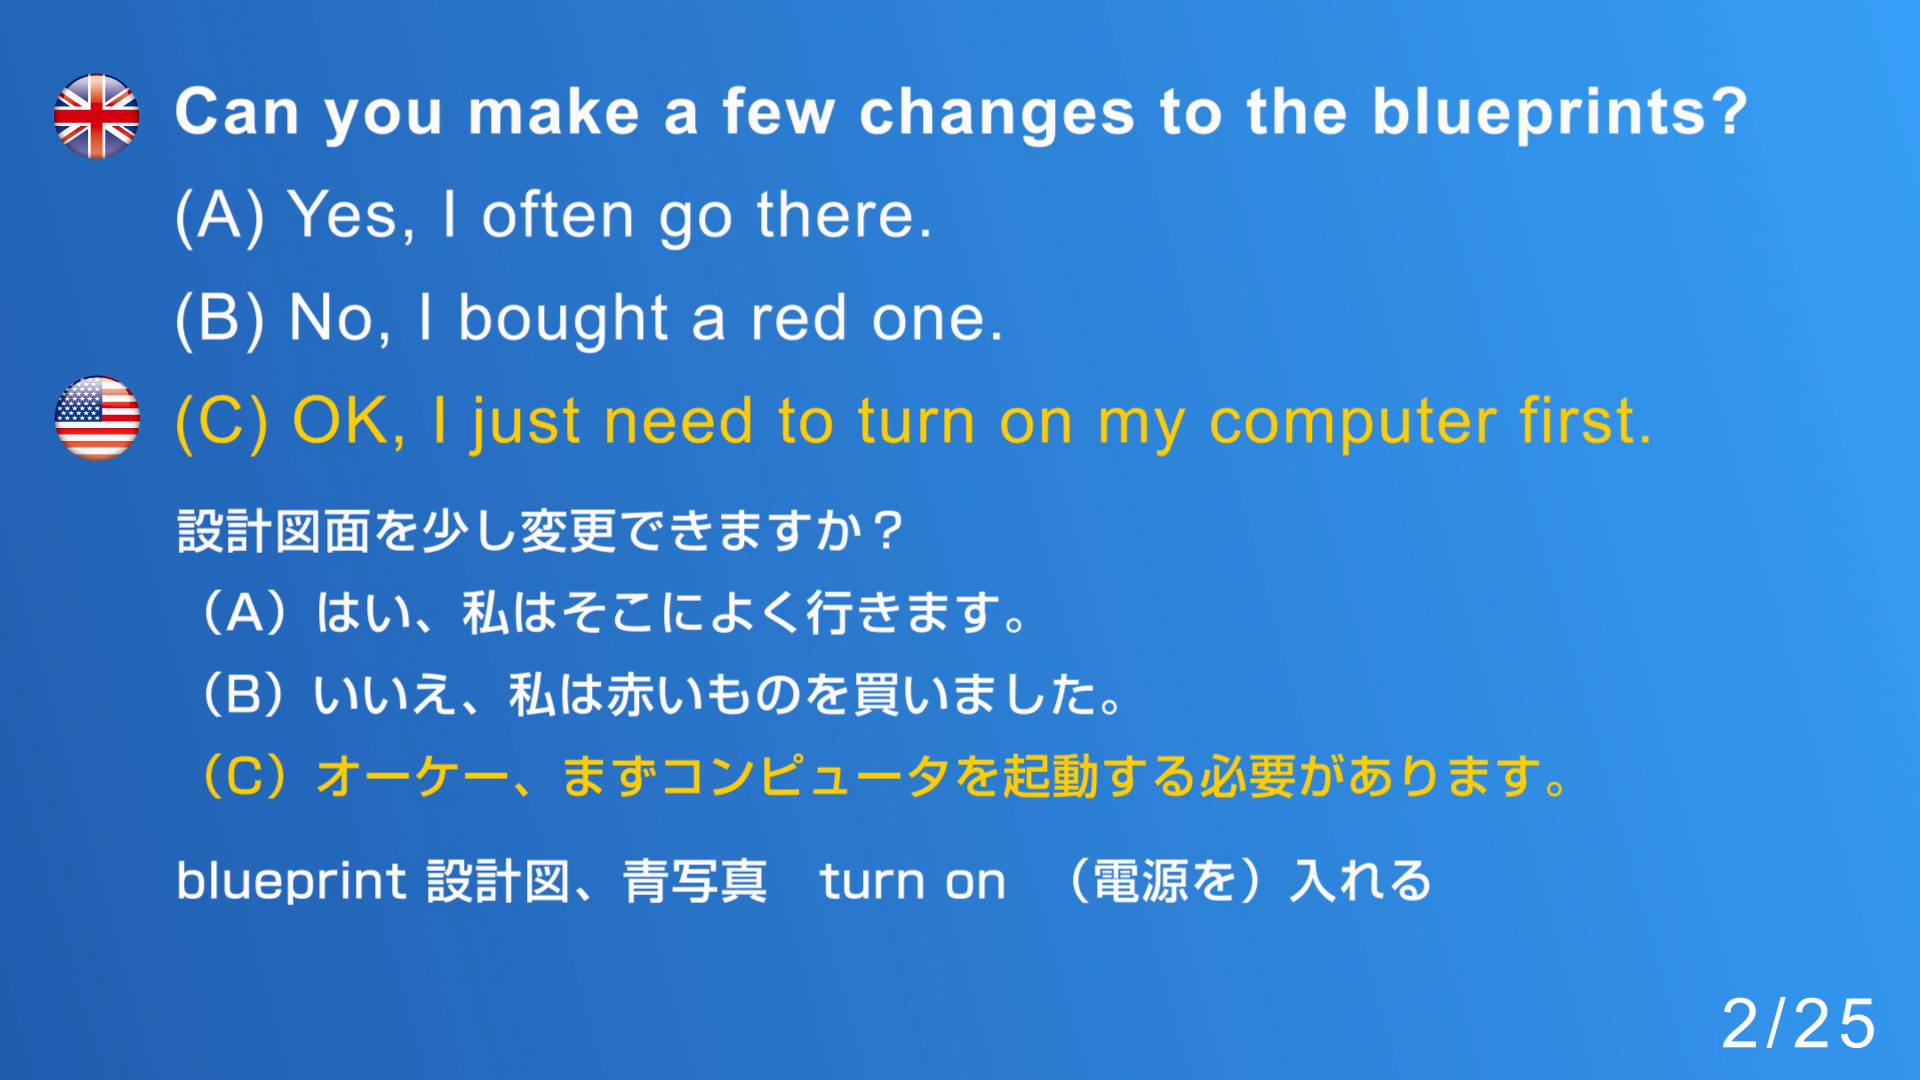 Can you make a few changes to the blueprints?
(A) Yes, I often go there.
(B) No, I bought a red one.
(C) OK, I just need to turn on my computer first.
設計図面を少し変更できますか？
（A）はい、私はそこによく行きます。
（B）いいえ、私は赤いものを買いました。
（C）オーケー、まずコンピュータを起動する必要があります。
blueprint 設計図、青写真　turn on　（電源を）入れる
2/25